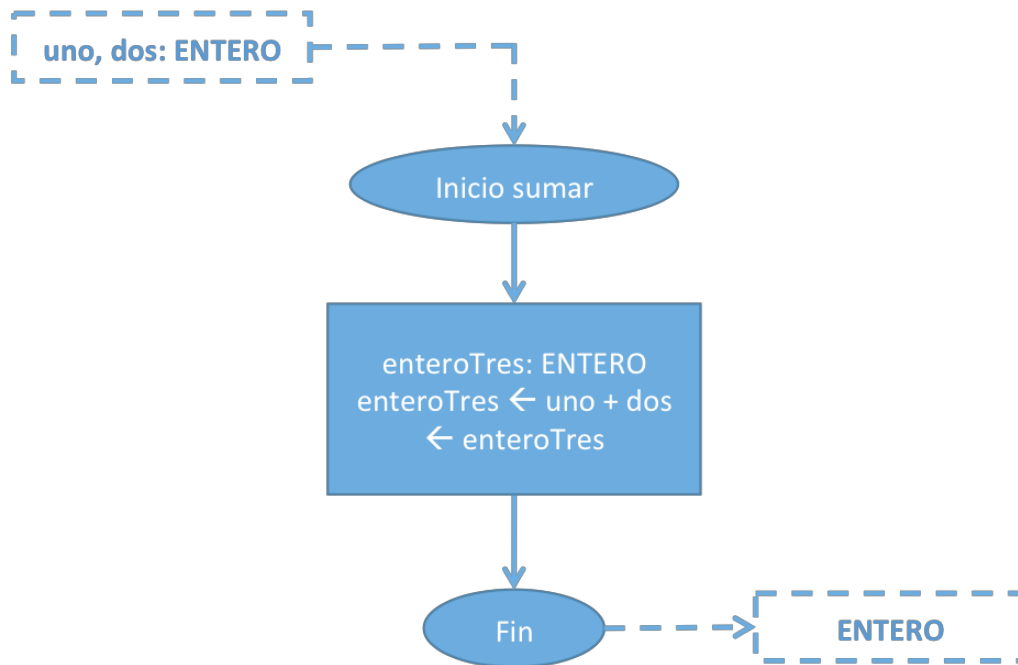 uno, dos: ENTERO
Inicio sumar
enteroTres: ENTERO
enteroTres ← uno + dos
← enteroTres
Fin
ENTERO